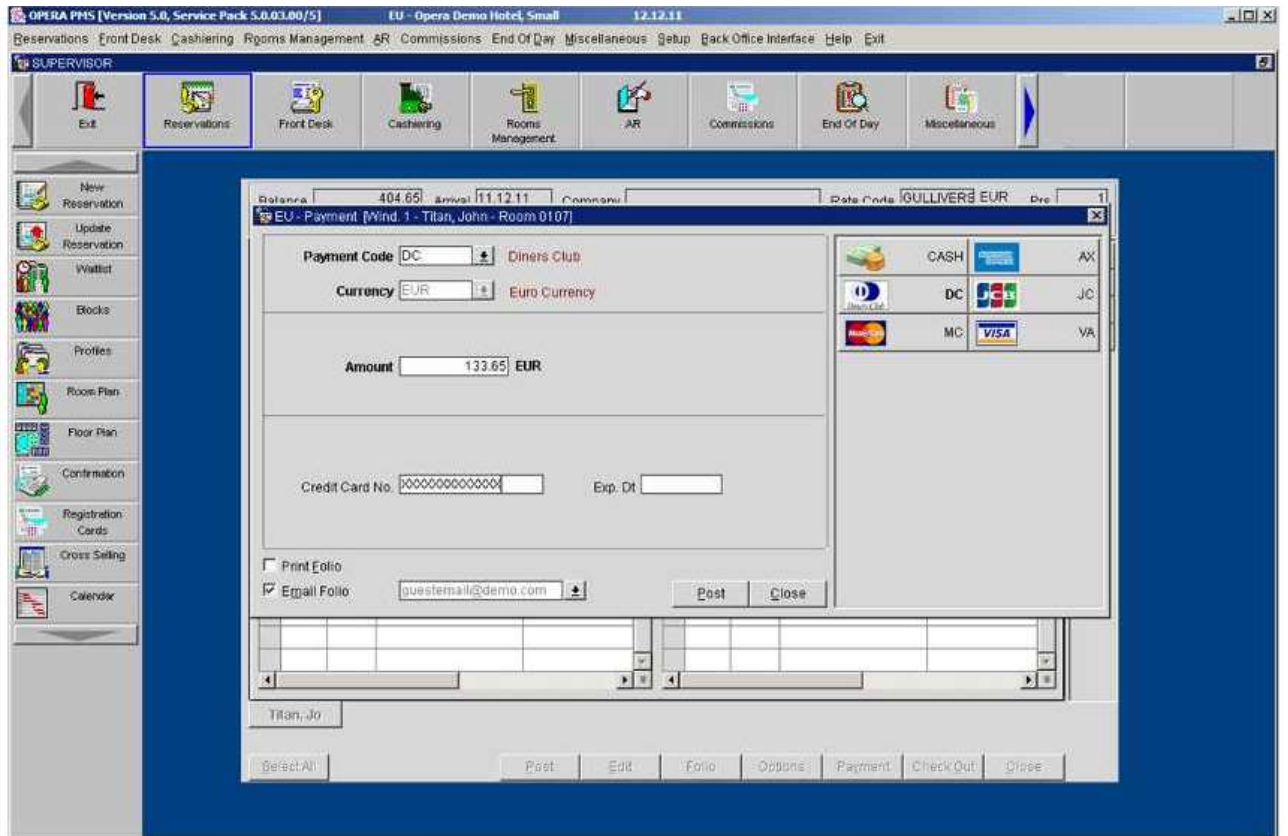 OPERA PMS [Version 5.0, Service Pack 5.0.03.00/5] EU - Opera Demo Hotel, Small 12.12.11
Reservations Front Desk Cashiering Rooms Management AR Commissions End Of Day Miscellaneous Setup Back Office Interface Help Exit
SUPERVISOR
Exit Reservations Front Desk Cashiering Rooms Management AR Commissions End Of Day Miscellaneous
New Reservation
Update Reservation
Waitlist
Blocks
Profiles
Room Plan
Floor Plan
Confirmation
Registration Cards
Cross Selling
Calendar
Balance 404.65 Arrival 11.12.11 Company Rate Code GULLIVERS EUR Prs 1
EU - Payment [Wind. 1 - Titan, John - Room 0107]
Payment Code DC Diners Club
Currency EUR Euro Currency
Amount 133.65 EUR
Credit Card No. XXXXXXXXXXXXXX Exp. Dt
Print Folio
Email Folio guestemail@demo.com Post Close
CASH AX
DC JCB JC
MC VISA VA
Titan, Jo
Select All Post Edit Folio Options Payment Check Out Close